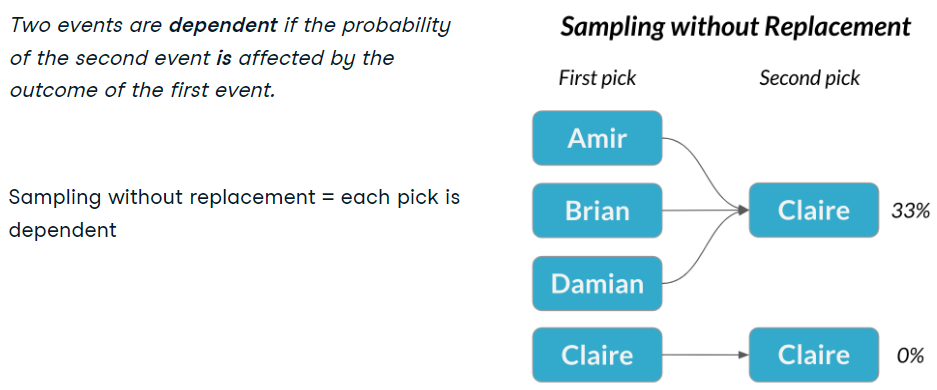 Two events are dependent if the probability
of the second event is affected by the
outcome of the first event.
Sampling without replacement = each pick is
dependent
Sampling without Replacement
First pick
Second pick
Amir
Brian
Claire
33%
Damian
Claire
Claire
0%